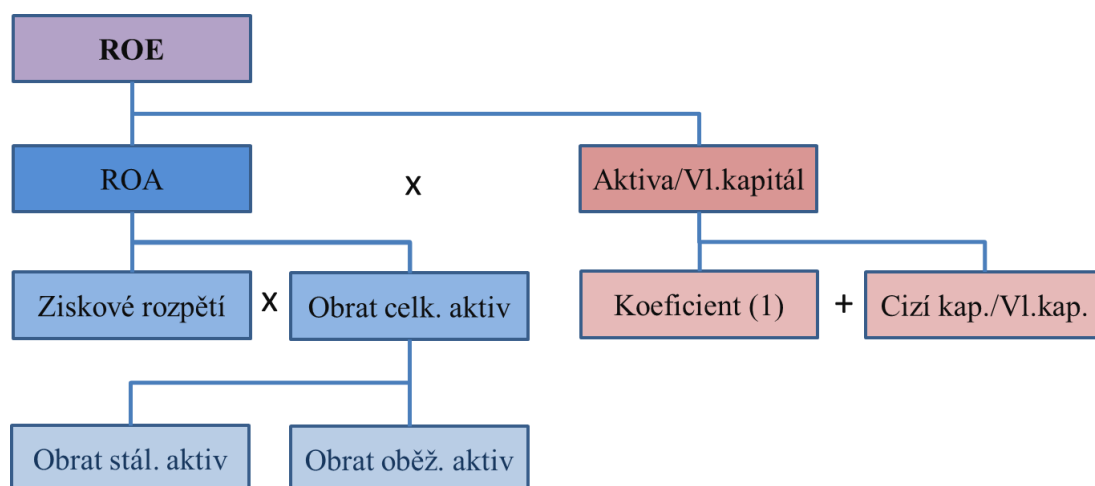 ROE
ROA
x
Aktiva/Vl.kapitál
Ziskové rozpětí
x
Obrat celk. aktiv
Koeficient (1)
+
Cizí kap./Vl.kap.
Obrat stál. aktiv
Obrat oběž. aktiv